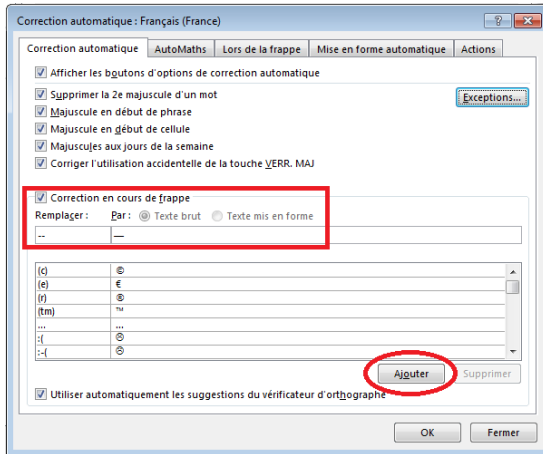 Correction automatique : Français (France)
Correction automatique AutoMaths Lors de la frappe Mise en forme automatique Actions
Afficher les boutons d'options de correction automatique
Supprimer la 2e majuscule d'un mot Exceptions...
Majuscule en début de phrase
Majuscule en début de cellule
Majuscules aux jours de la semaine
Corriger l'utilisation accidentelle de la touche VERR. MAJ
Correction en cours de frappe
Remplacer : Par : Texte brut Texte mis en forme
-- —
(c) ©
(e) €
(r) ®
(tm) ™
... …
:( ☹
:-( ☹
Ajouter Supprimer
Utiliser automatiquement les suggestions du vérificateur d'orthographe
OK Fermer